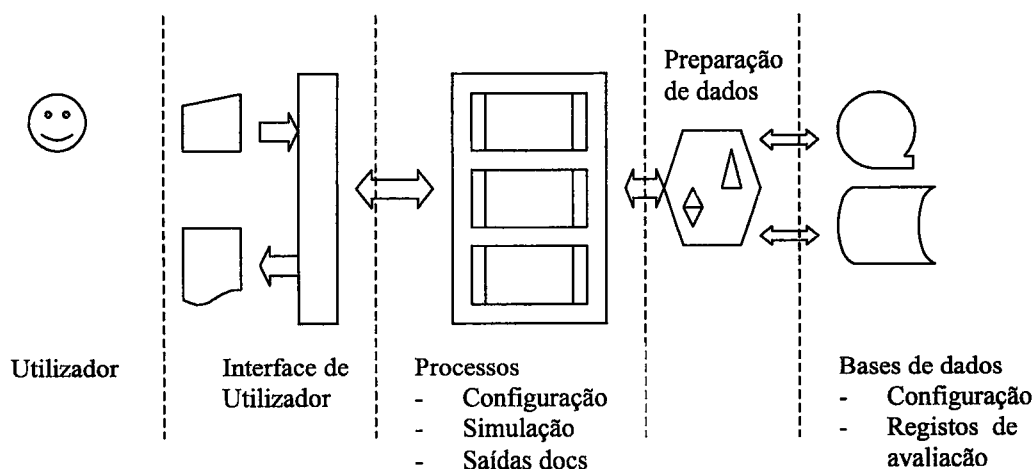 Preparação
de dados
Utilizador
Interface de
Utilizador
Processos
- Configuração
- Simulação
- Saídas docs
Bases de dados
- Configuração
- Registos de
avaliação